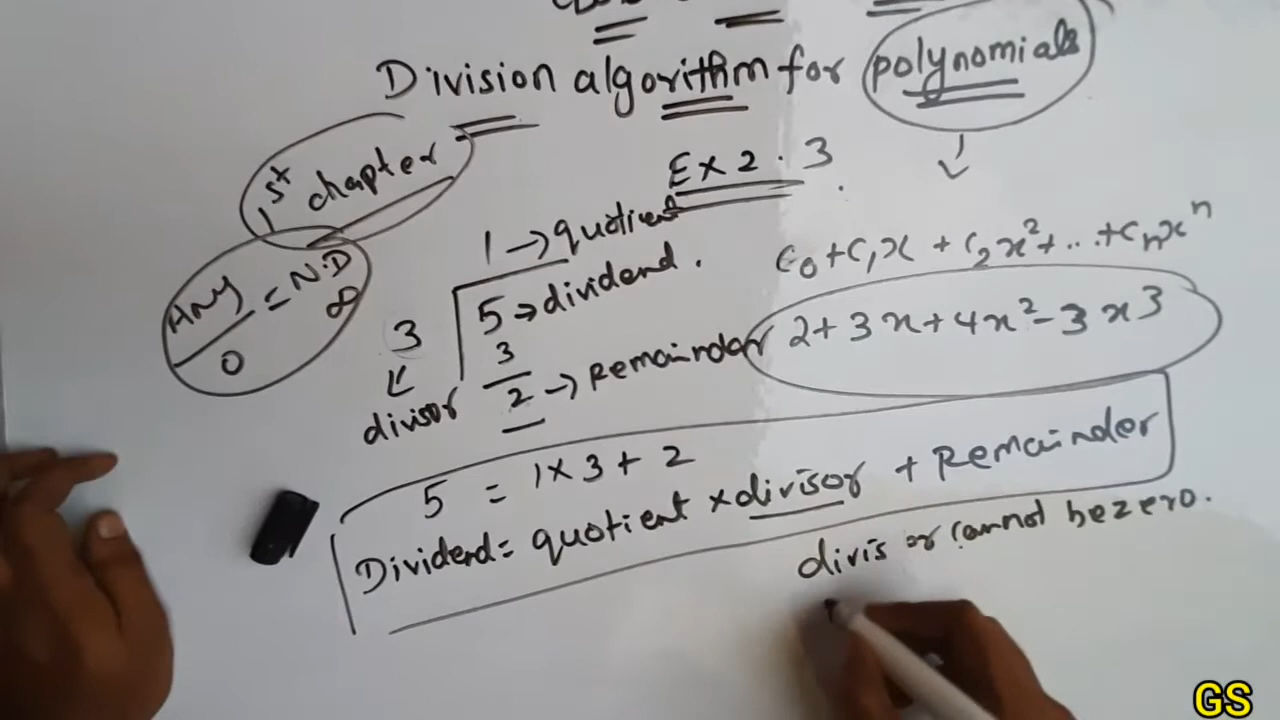 Division algorithm for polynomials
1st chapter
Ex 2.3
1 → quotient
Any/0 = N.D
∞
5 → dividend.
3
3
divisor
2 → Remainder
c₀ + c₁x + c₂x² + ... + cₙxⁿ
2 + 3x + 4x² - 3x³
5 = 1 x 3 + 2
Dividend = quotient x divisor + Remainder
divisor cannot be zero.
GS